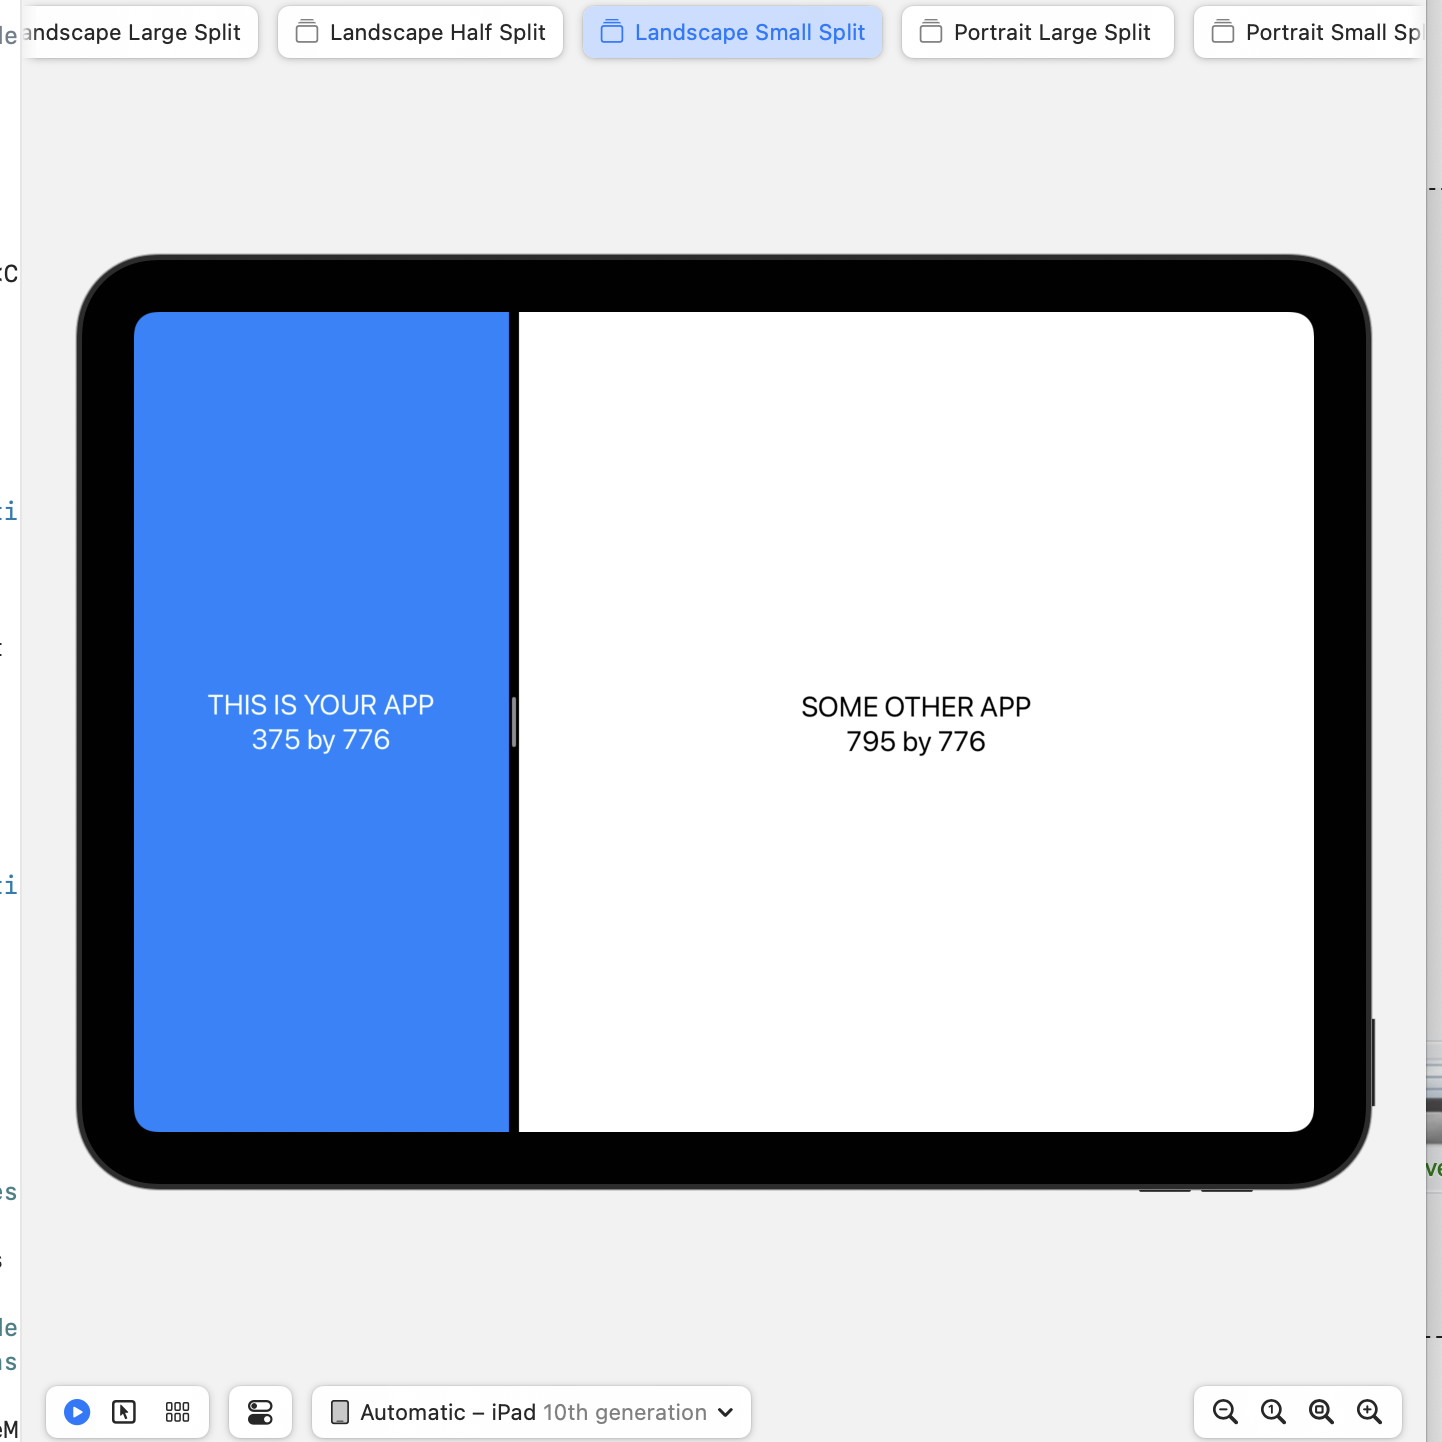 andscape Large Split
Landscape Half Split
Landscape Small Split
Portrait Large Split
Portrait Small Sp
THIS IS YOUR APP
375 by 776
SOME OTHER APP
795 by 776
Automatic – iPad 10th generation